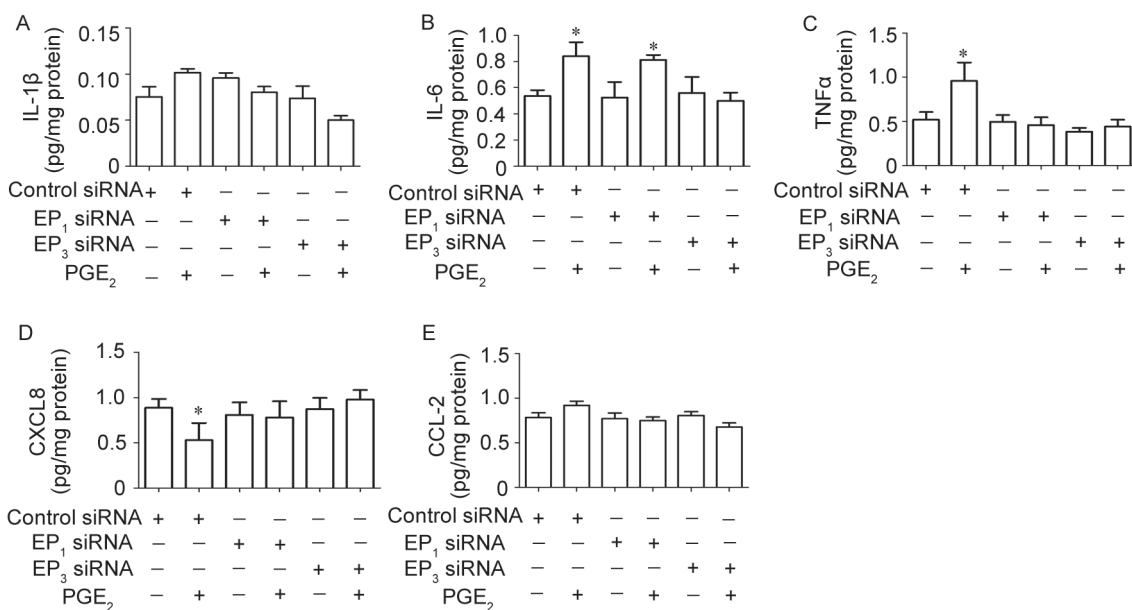 A
IL-1β
(pg/mg protein)
0.15
0.10
0.05
0
Control siRNA + + – – – –
EP1 siRNA – – + + – –
EP3 siRNA – – – – + +
PGE2 – + – + – +
B
IL-6
(pg/mg protein)
1.0
0.8
0.6
0.4
0.2
0
* *
Control siRNA + + – – – –
EP1 siRNA – – + + – –
EP3 siRNA – – – – + +
PGE2 – + – + – +
C
TNFα
(pg/mg protein)
1.5
1.0
0.5
0
*
Control siRNA + + – – – –
EP1 siRNA – – + + – –
EP3 siRNA – – – – + +
PGE2 – + – + – +
D
CXCL8
(pg/mg protein)
1.5
1.0
0.5
0
*
Control siRNA + + – – – –
EP1 siRNA – – + + – –
EP3 siRNA – – – – + +
PGE2 – + – + – +
E
CCL-2
(pg/mg protein)
1.5
1.0
0.5
0
Control siRNA + + – – – –
EP1 siRNA – – + + – –
EP3 siRNA – – – – + +
PGE2 – + – + – +